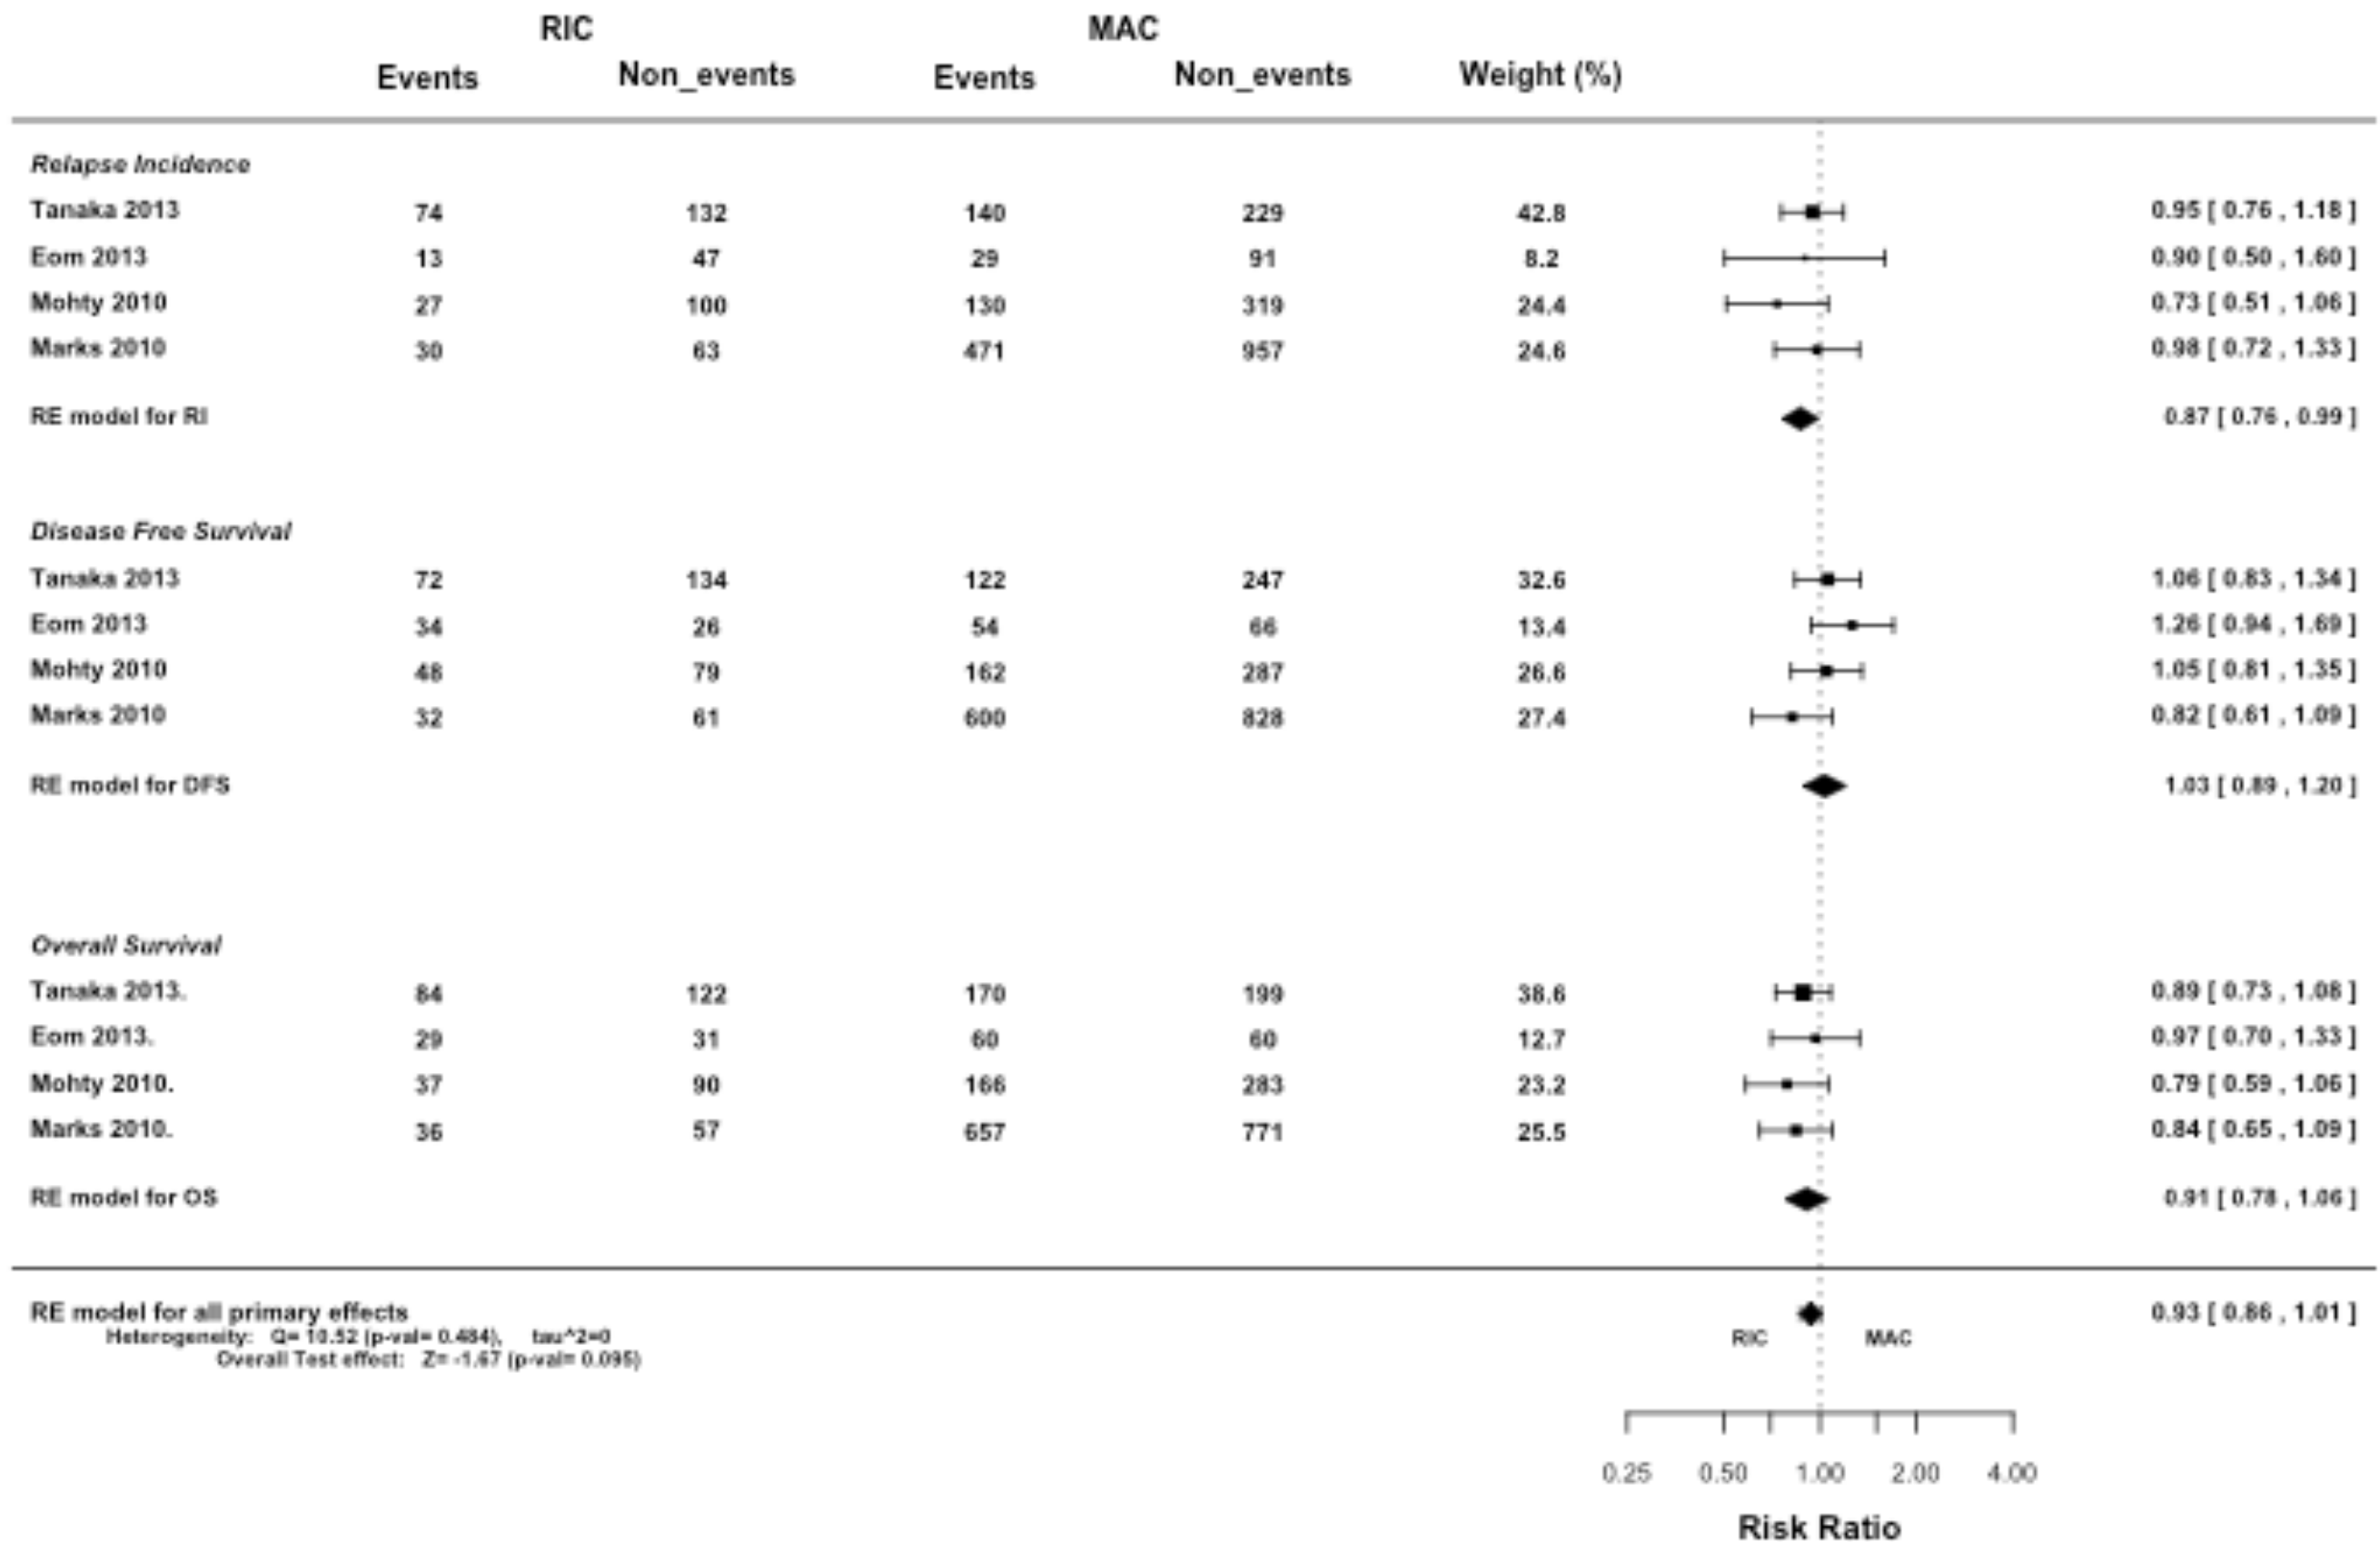 RIC MAC
Events Non_events Events Non_events Weight (%)
Relapse Incidence
Tanaka 2013 74 132 140 229 42.8 0.95 [ 0.76 , 1.18 ]
Eom 2013 13 47 29 91 8.2 0.90 [ 0.50 , 1.60 ]
Mohty 2010 27 100 130 319 24.4 0.73 [ 0.51 , 1.06 ]
Marks 2010 30 63 471 957 24.6 0.98 [ 0.72 , 1.33 ]
RE model for RI 0.87 [ 0.76 , 0.99 ]
Disease Free Survival
Tanaka 2013 72 134 122 247 32.6 1.06 [ 0.83 , 1.34 ]
Eom 2013 34 26 54 66 13.4 1.26 [ 0.94 , 1.69 ]
Mohty 2010 48 79 162 287 26.6 1.05 [ 0.81 , 1.35 ]
Marks 2010 32 61 600 828 27.4 0.82 [ 0.61 , 1.09 ]
RE model for DFS 1.03 [ 0.89 , 1.20 ]
Overall Survival
Tanaka 2013. 84 122 170 199 38.6 0.89 [ 0.73 , 1.08 ]
Eom 2013. 29 31 60 60 12.7 0.97 [ 0.70 , 1.33 ]
Mohty 2010. 37 90 166 283 23.2 0.79 [ 0.59 , 1.06 ]
Marks 2010. 36 57 657 771 25.5 0.84 [ 0.65 , 1.09 ]
RE model for OS 0.91 [ 0.78 , 1.06 ]
RE model for all primary effects 0.93 [ 0.86 , 1.01 ]
Heterogeneity: Q= 10.52 (p-val= 0.484), tau^2=0 RIC MAC
Overall Test effect: Z= -1.67 (p-val= 0.095)
0.25 0.50 1.00 2.00 4.00
Risk Ratio